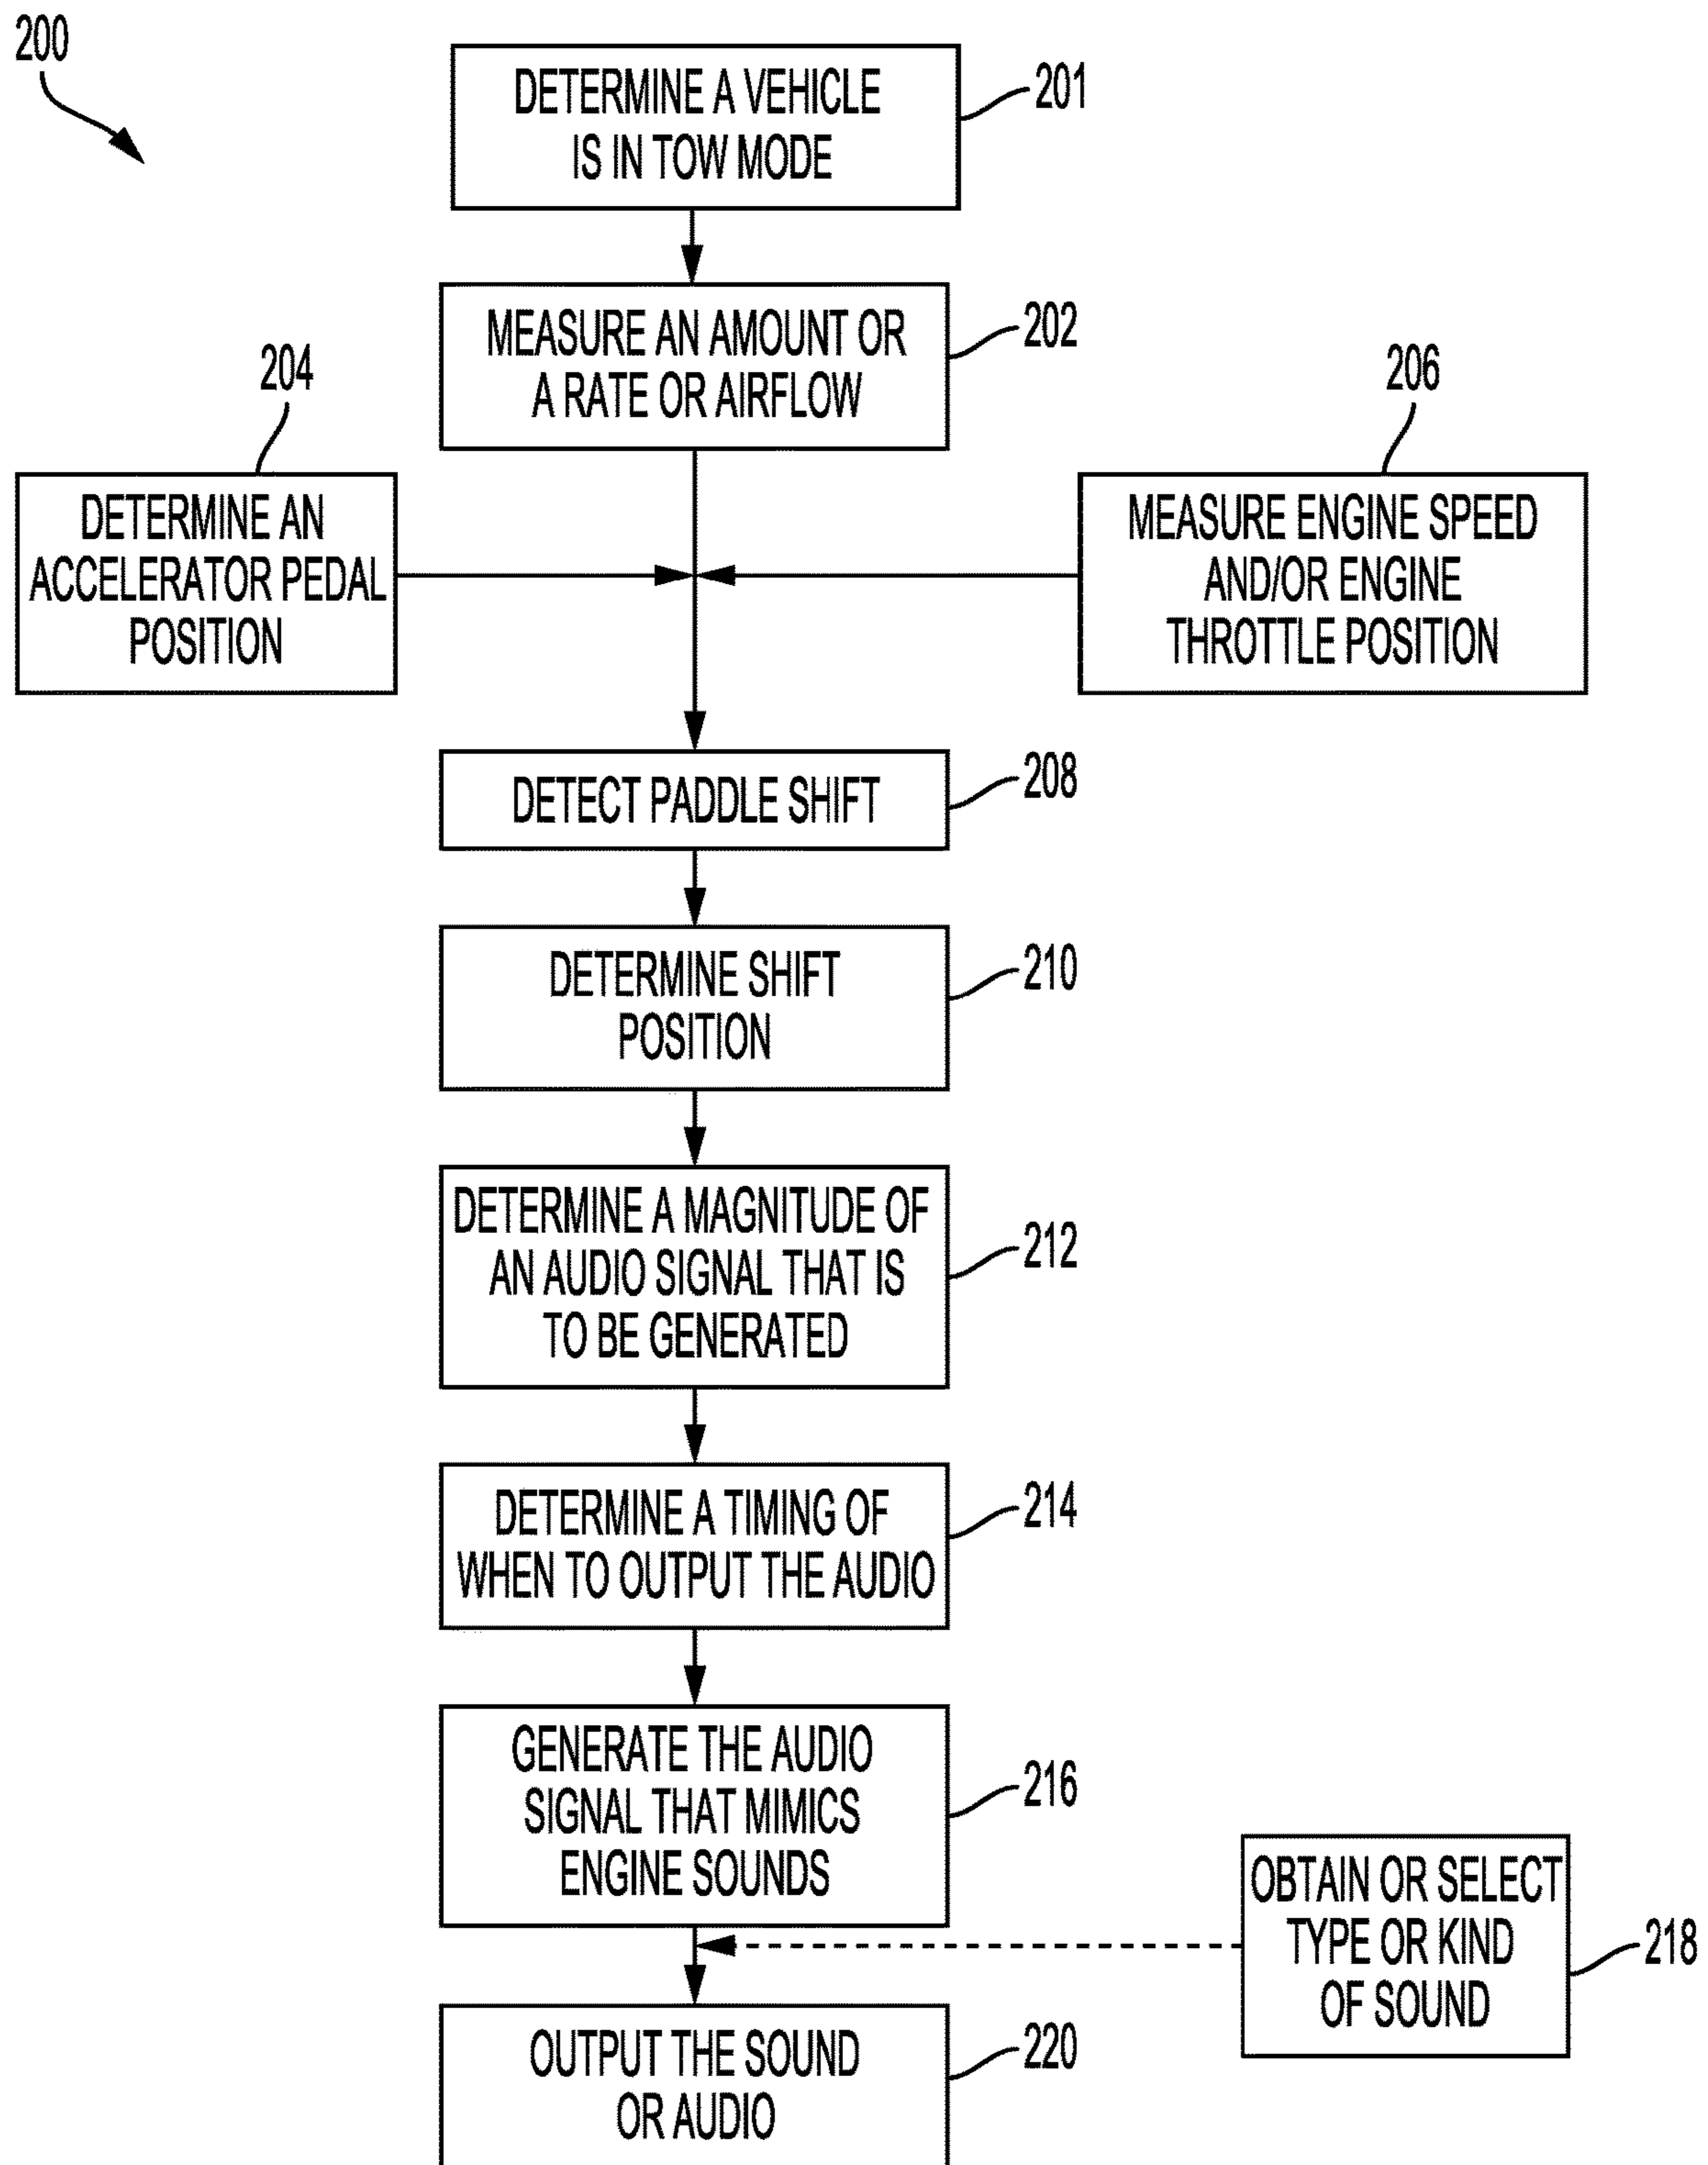 200
DETERMINE A VEHICLE
IS IN TOW MODE
201
MEASURE AN AMOUNT OR
A RATE OR AIRFLOW
202
204
DETERMINE AN
ACCELERATOR PEDAL
POSITION
206
MEASURE ENGINE SPEED
AND/OR ENGINE
THROTTLE POSITION
DETECT PADDLE SHIFT
208
DETERMINE SHIFT
POSITION
210
DETERMINE A MAGNITUDE OF
AN AUDIO SIGNAL THAT IS
TO BE GENERATED
212
DETERMINE A TIMING OF
WHEN TO OUTPUT THE AUDIO
214
GENERATE THE AUDIO
SIGNAL THAT MIMICS
ENGINE SOUNDS
216
OBTAIN OR SELECT
TYPE OR KIND
OF SOUND
218
OUTPUT THE SOUND
OR AUDIO
220